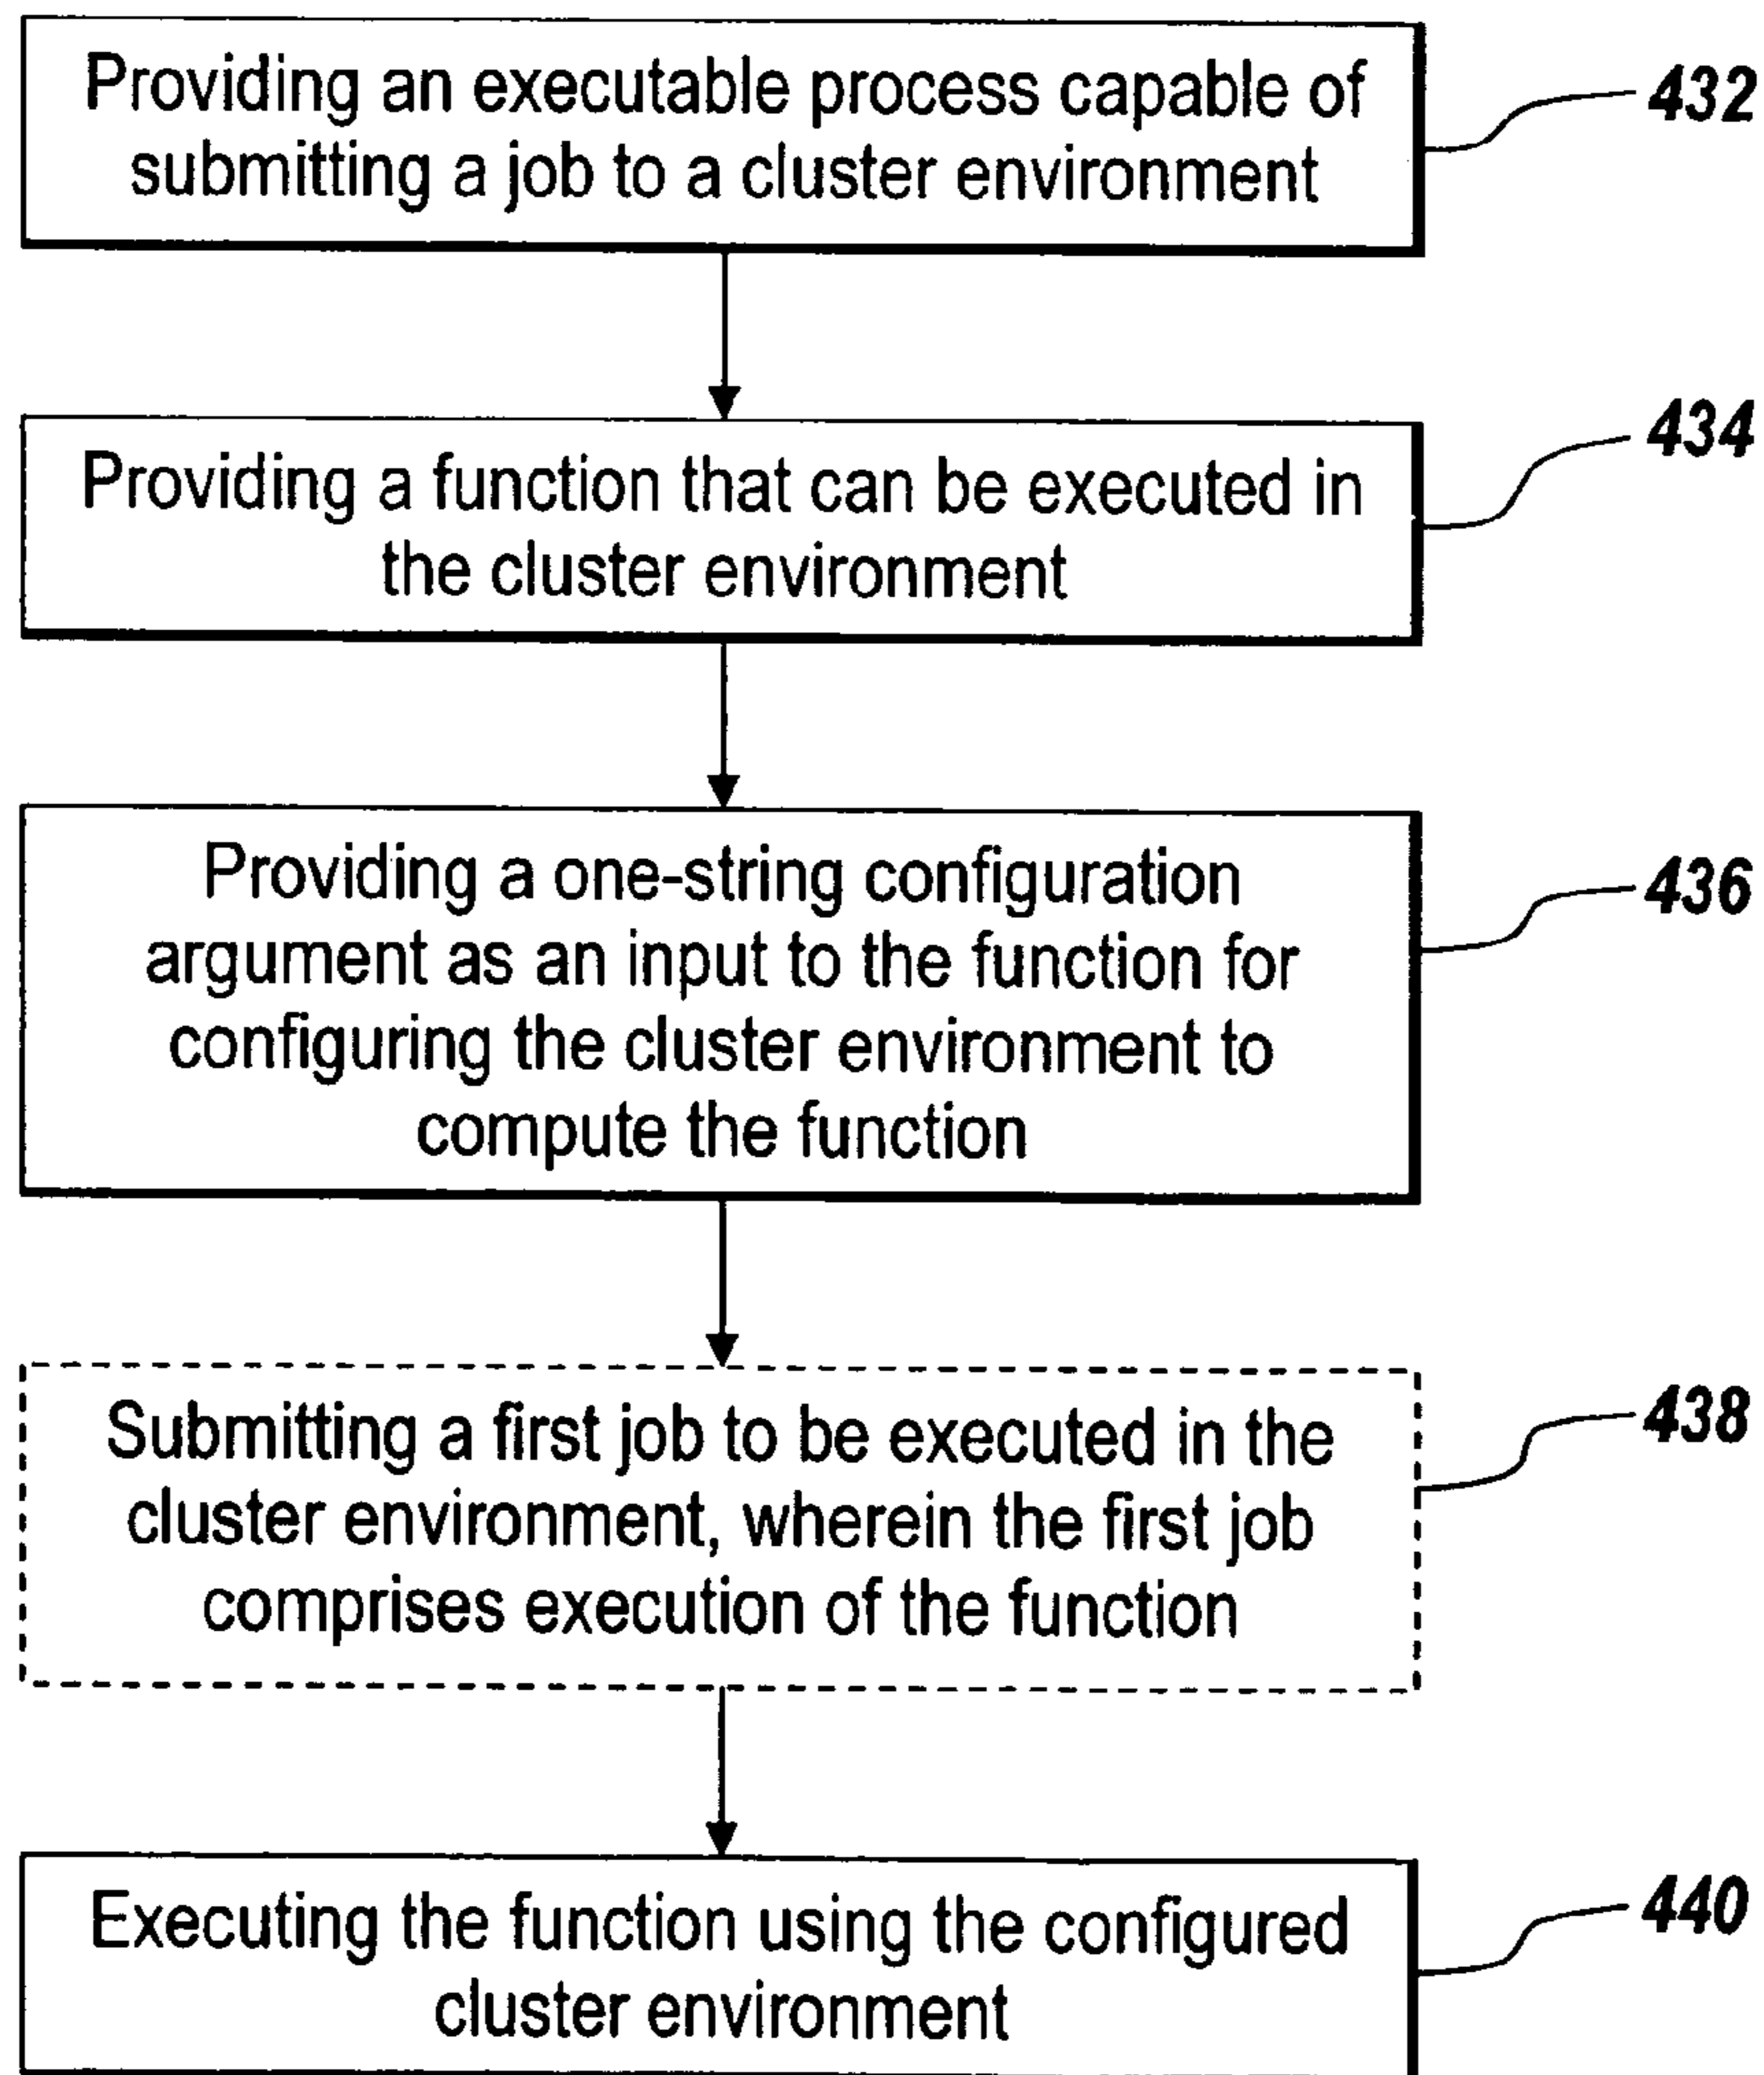 Providing an executable process capable of
submitting a job to a cluster environment
432
Providing a function that can be executed in
the cluster environment
434
Providing a one-string configuration
argument as an input to the function for
configuring the cluster environment to
compute the function
436
Submitting a first job to be executed in the
cluster environment, wherein the first job
comprises execution of the function
438
Executing the function using the configured
cluster environment
440